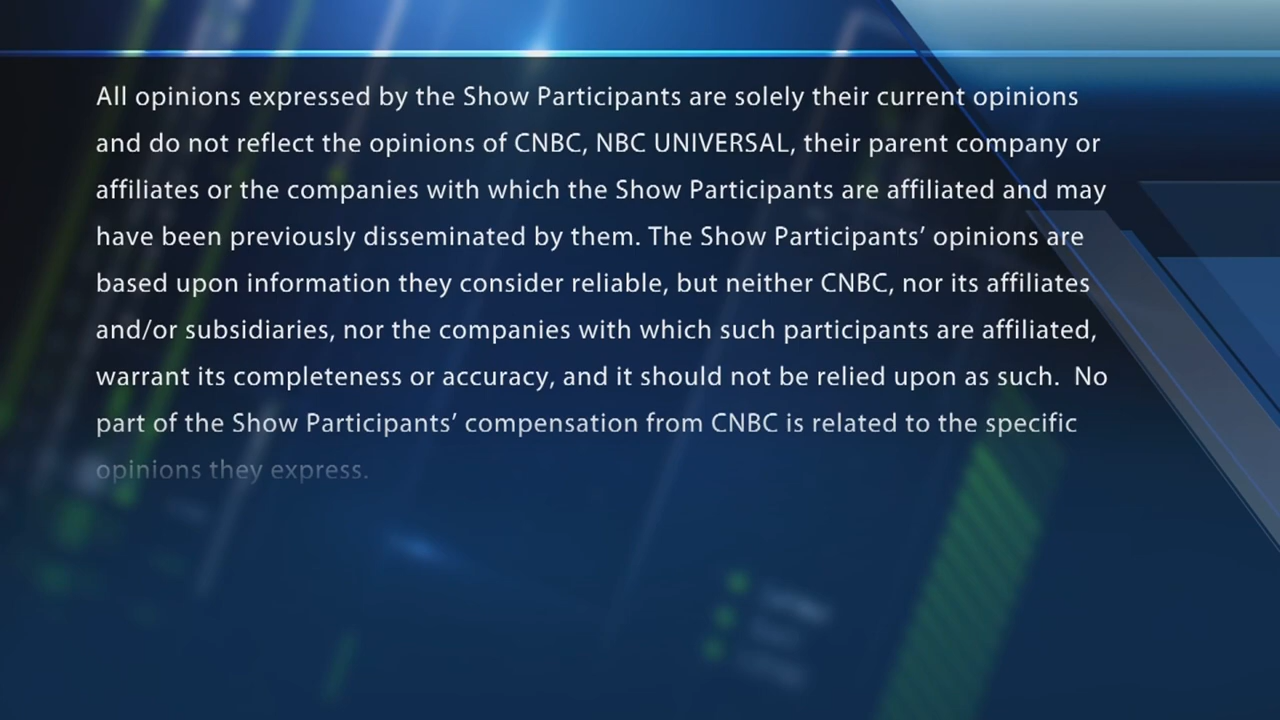 All opinions expressed by the Show Participants are solely their current opinions
and do not reflect the opinions of CNBC, NBC UNIVERSAL, their parent company or
affiliates or the companies with which the Show Participants are affiliated and may
have been previously disseminated by them. The Show Participants’ opinions are
based upon information they consider reliable, but neither CNBC, nor its affiliates
and/or subsidiaries, nor the companies with which such participants are affiliated,
warrant its completeness or accuracy, and it should not be relied upon as such.  No
part of the Show Participants’ compensation from CNBC is related to the specific
opinions they express.